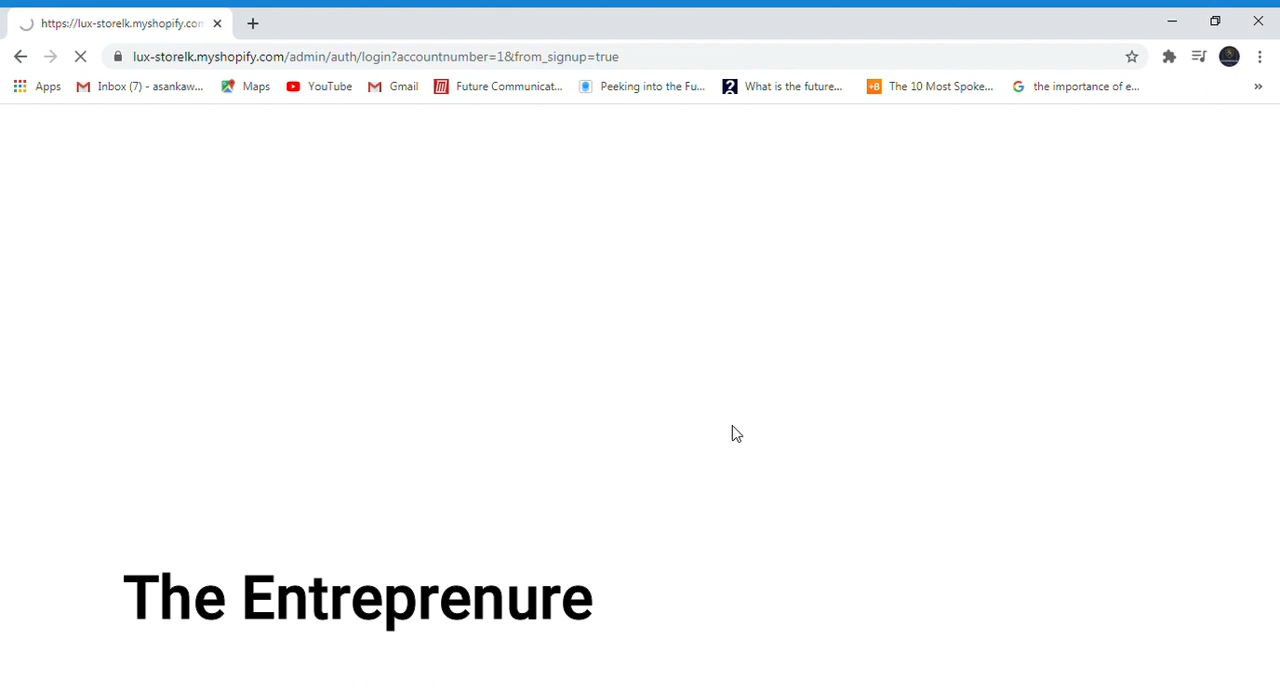 https://lux-storelk.myshopify.con
lux-storelk.myshopify.com/admin/auth/login?accountnumber=1&from_signup=true
Apps Inbox (7) - asankaw... Maps YouTube Gmail Future Communicat... Peeking into the Fu... What is the future... The 10 Most Spoke... the importance of e...
The Entreprenure